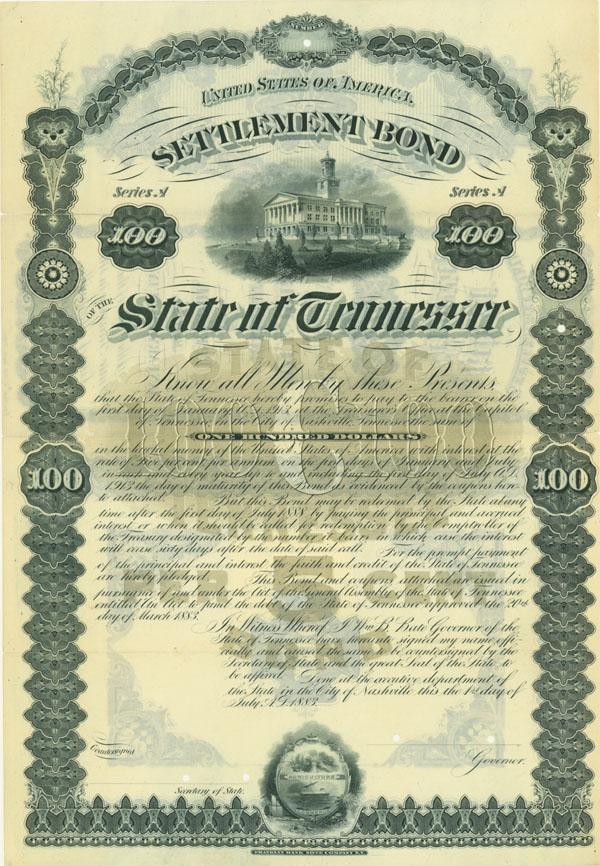 NUMBER
UNITED STATES OF AMERICA.
SETTLEMENT BOND
Series A Series A
100 100
OF THE
State of Tennessee
STATE OF
Know all Men by these Presents,
that the State of Tennessee hereby promises to pay to the bearer on the
first day of January A.D. 1913, at the Treasurers Office at the Capitol
of Tennessee in the City of Nashville Tennessee the sum of
ONE HUNDRED DOLLARS
in the lawful money of the United States of America with interest at the
rate of Five per cent per annum on the first days of January and July,
in each and every year up to and including the first day of July A.D.
1913 the day of maturity of this Bond as evidenced by the coupons here
to attached. But this Bond may be redeemed by the State at any
time after the first day of July 1888 by paying the principal and accrued
interest, or when it should be called for redemption by the Comptroller of
the Treasury designated by the number it bears in which case the interest
will cease sixty days after the date of said call. For the prompt payment
of the principal and interest the faith and credit of the State of Tennessee
are hereby pledged. This Bond and coupons attached are issued in
pursuance of and under the Act of the General Assembly of the State of Tennessee
entitled An Act to fund the debt of the State of Tennessee approved the 20th
day of March 1883.
100 100
In Witness Whereof I Wm. B. Bate Governor of the
State of Tennessee have hereunto signed my name offi-
cially and caused the same to be countersigned by the
Secretary of State and the great Seal of the State to
be affixed. Done at the executive department of
the State in the City of Nashville this the 1st day of
July A.D. 1883.
Countersigned
Governor.
AGRICULTURE
COMMERCE
Secretary of State.
FRANKLIN BANK NOTE COMPANY N.Y.